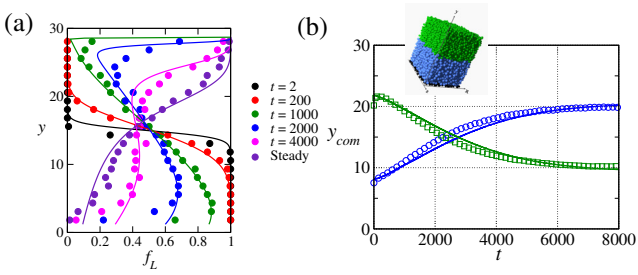 (a)
30
20
y
10
0
0 0.2 0.4 0.6 0.8 1
f_L
t = 2
t = 200
t = 1000
t = 2000
t = 4000
Steady
(b)
30
20
y_com
10
0
0 2000 4000 6000 8000
t